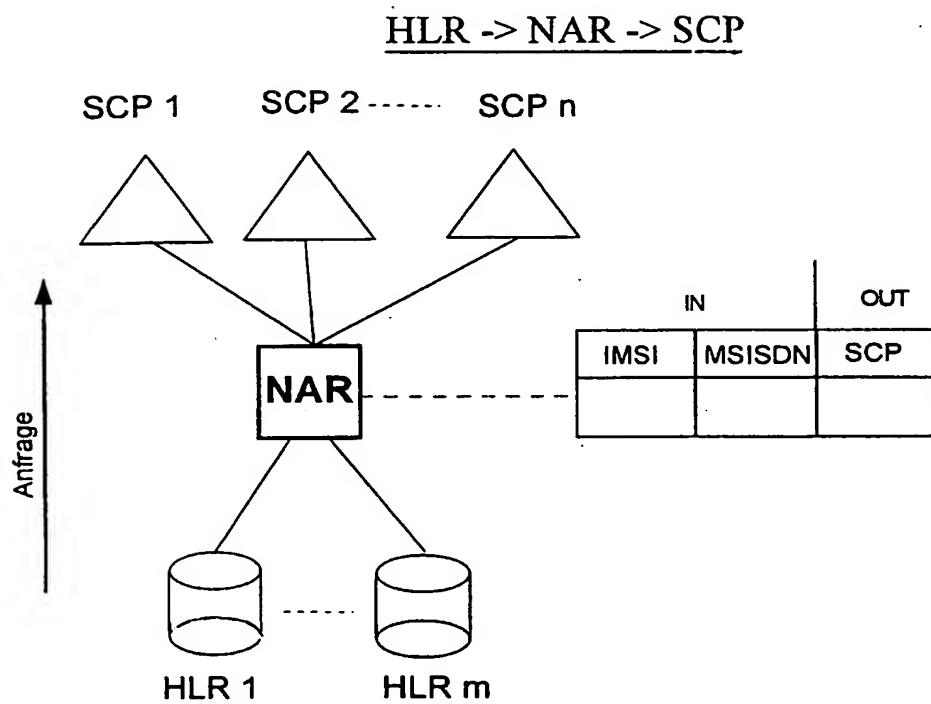 HLR -> NAR -> SCP
SCP 1 SCP 2 SCP n
IN OUT
IMSI MSISDN SCP
NAR
Anfrage
HLR 1 HLR m